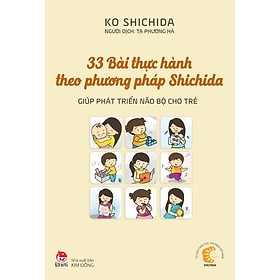 KO SHICHIDA
NGƯỜI DỊCH: TẠ PHƯƠNG HÀ
33 Bài thực hành
theo phương pháp Shichida
GIÚP PHÁT TRIỂN NÃO BỘ CHO TRẺ
Nhà xuất bản
KIM ĐỒNG
SHICHIDA